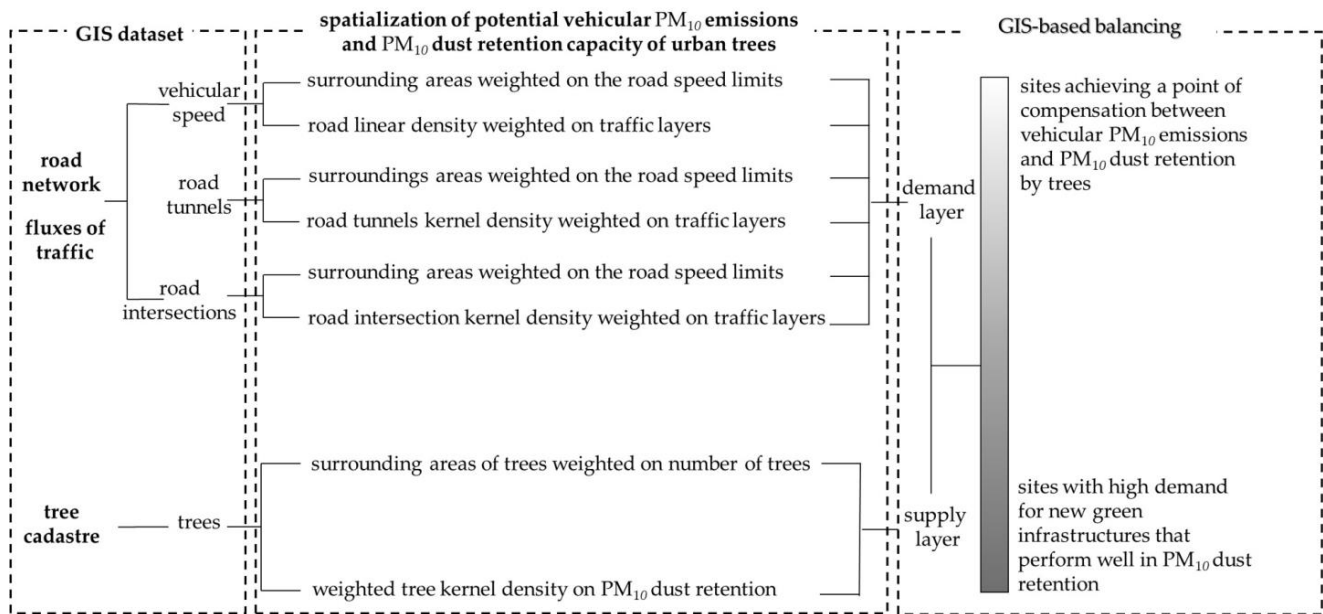 GIS dataset
spatialization of potential vehicular PM10 emissions
and PM10 dust retention capacity of urban trees
GIS-based balancing
road
network
fluxes of
traffic
vehicular
speed
surrounding areas weighted on the road speed limits
road linear density weighted on traffic layers
road
tunnels
surroundings areas weighted on the road speed limits
road tunnels kernel density weighted on traffic layers
road
intersections
surrounding areas weighted on the road speed limits
road intersection kernel density weighted on traffic layers
demand
layer
sites achieving a point of
compensation between
vehicular PM10 emissions
and PM10 dust retention
by trees
tree
cadastre
trees
surrounding areas of trees weighted on number of trees
weighted tree kernel density on PM10 dust retention
supply
layer
sites with high demand
for new green
infrastructures that
perform well in PM10 dust
retention